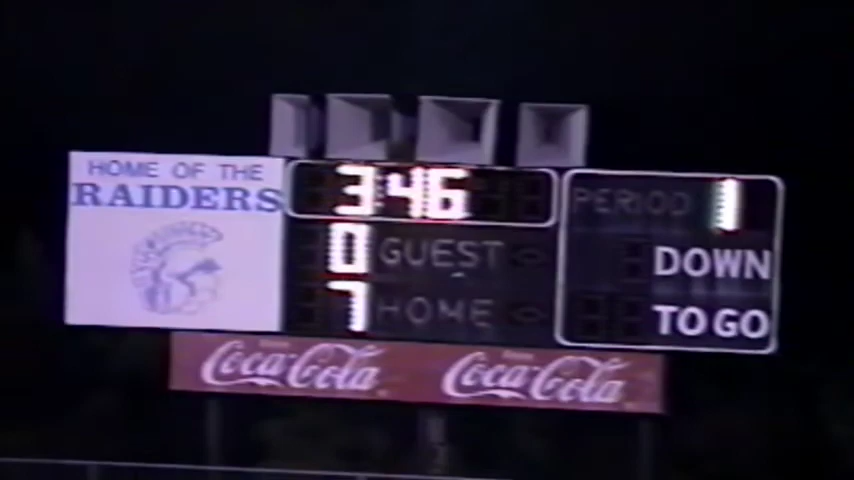 HOME OF THE
RAIDERS
3:46
PERIOD 1
0 GUEST
DOWN
7 HOME
TO GO
Coca-Cola Coca-Cola